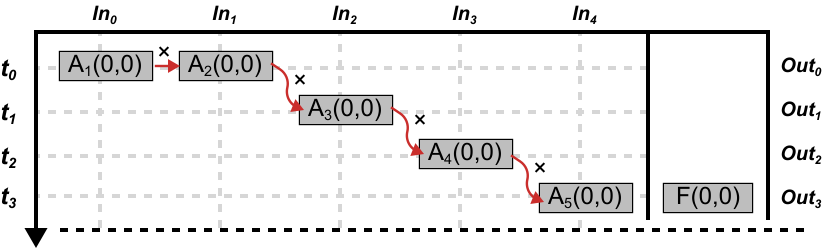 In₀ In₁ In₂ In₃ In₄
t₀ A₁(0,0) × A₂(0,0) Out₀
×
t₁ A₃(0,0) Out₁
×
t₂ A₄(0,0) Out₂
×
t₃ A₅(0,0) F(0,0) Out₃